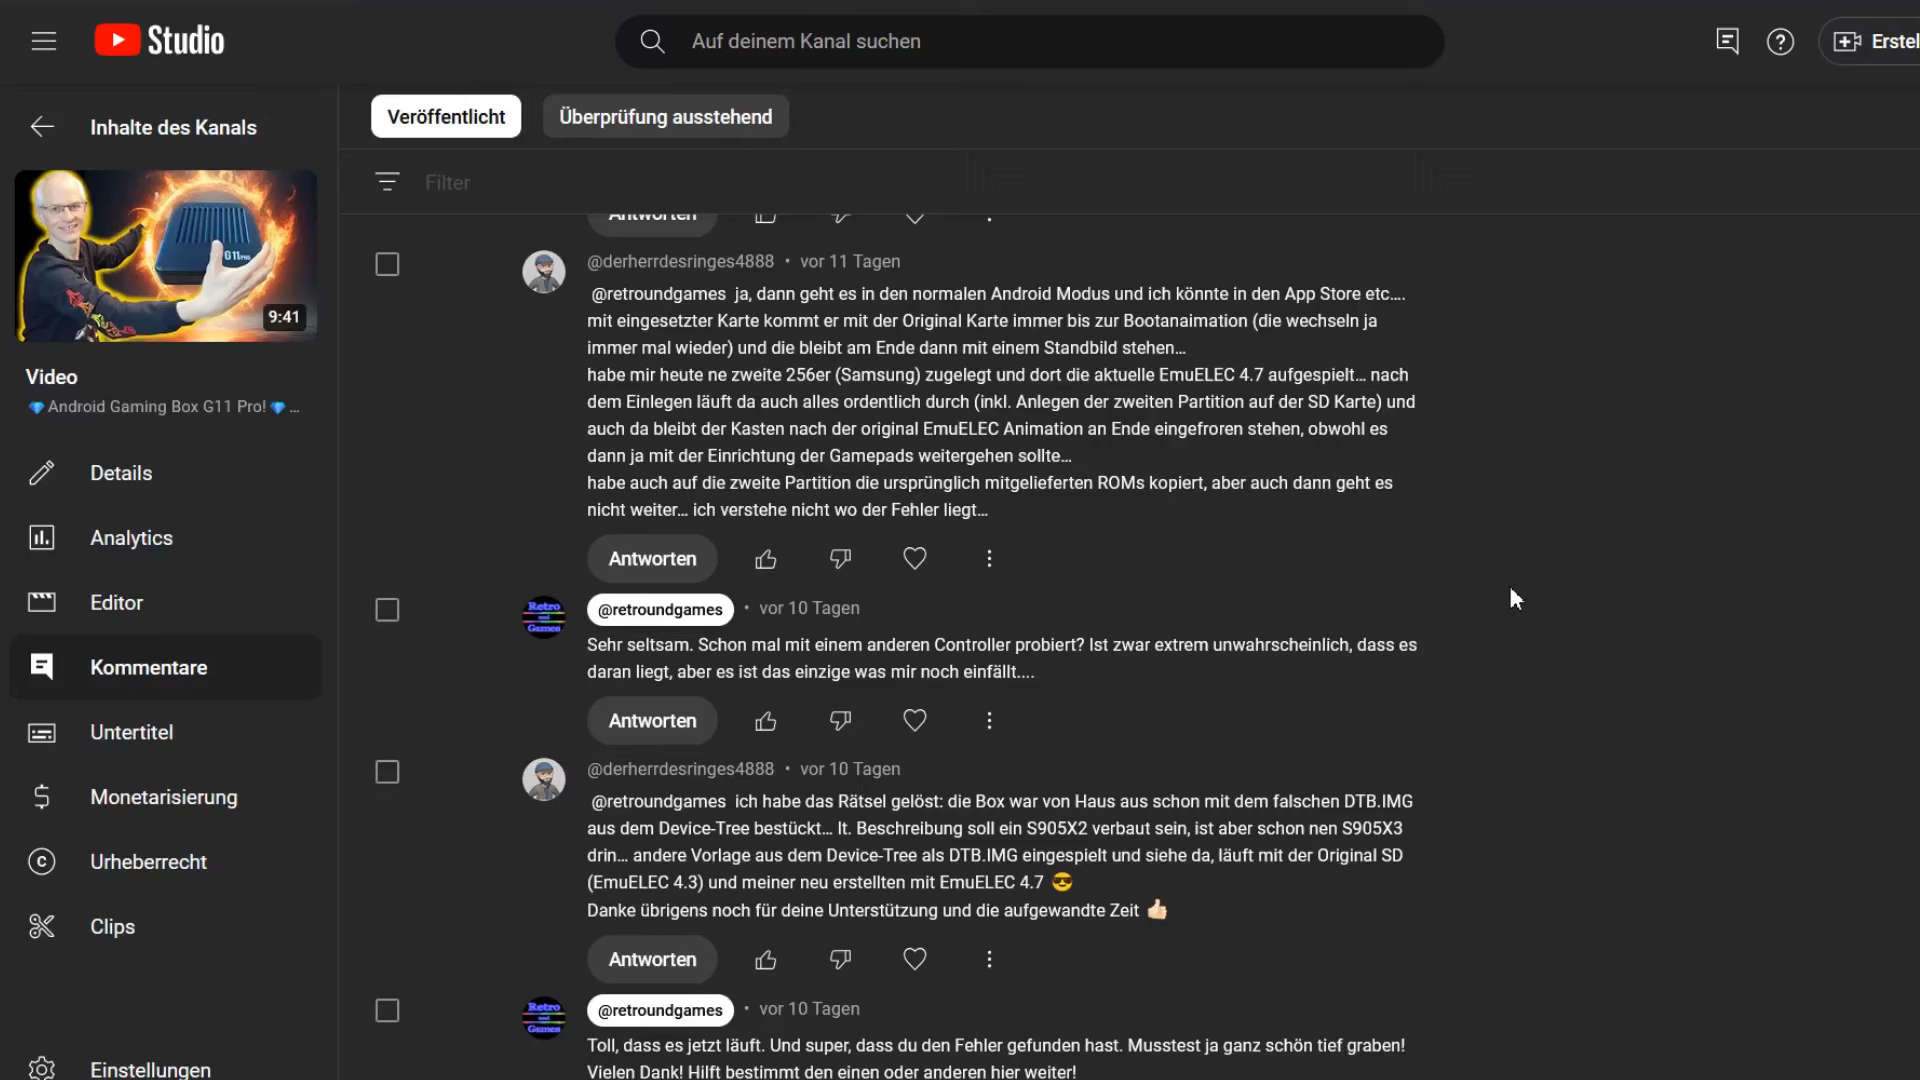 Studio
Auf deinem Kanal suchen
Erstel
Inhalte des Kanals
Veröffentlicht
Überprüfung ausstehend
Filter
G11PRO
9:41
Video
💎Android Gaming Box G11 Pro!💎 ...
Details
Analytics
Editor
Kommentare
Untertitel
Monetarisierung
Urheberrecht
Clips
Einstellungen
Antworten
@derherrdesringes4888 • vor 11 Tagen
@retroundgames ja, dann geht es in den normalen Android Modus und ich könnte in den App Store etc....
mit eingesetzter Karte kommt er mit der Original Karte immer bis zur Bootanaimation (die wechseln ja
immer mal wieder) und die bleibt am Ende dann mit einem Standbild stehen…
habe mir heute ne zweite 256er (Samsung) zugelegt und dort die aktuelle EmuELEC 4.7 aufgespielt… nach
dem Einlegen läuft da auch alles ordentlich durch (inkl. Anlegen der zweiten Partition auf der SD Karte) und
auch da bleibt der Kasten nach der original EmuELEC Animation an Ende eingefroren stehen, obwohl es
dann ja mit der Einrichtung der Gamepads weitergehen sollte…
habe auch auf die zweite Partition die ursprünglich mitgelieferten ROMs kopiert, aber auch dann geht es
nicht weiter… ich verstehe nicht wo der Fehler liegt…
Antworten
Retro und Games
@retroundgames • vor 10 Tagen
Sehr seltsam. Schon mal mit einem anderen Controller probiert? Ist zwar extrem unwahrscheinlich, dass es
daran liegt, aber es ist das einzige was mir noch einfällt....
Antworten
@derherrdesringes4888 • vor 10 Tagen
@retroundgames ich habe das Rätsel gelöst: die Box war von Haus aus schon mit dem falschen DTB.IMG
aus dem Device-Tree bestückt… lt. Beschreibung soll ein S905X2 verbaut sein, ist aber schon nen S905X3
drin… andere Vorlage aus dem Device-Tree als DTB.IMG eingespielt und siehe da, läuft mit der Original SD
(EmuELEC 4.3) und meiner neu erstellten mit EmuELEC 4.7 😎
Danke übrigens noch für deine Unterstützung und die aufgewandte Zeit 👍🏻
Antworten
Retro und Games
@retroundgames • vor 10 Tagen
Toll, dass es jetzt läuft. Und super, dass du den Fehler gefunden hast. Musstest ja ganz schön tief graben!
Vielen Dank! Hilft bestimmt den einen oder anderen hier weiter!